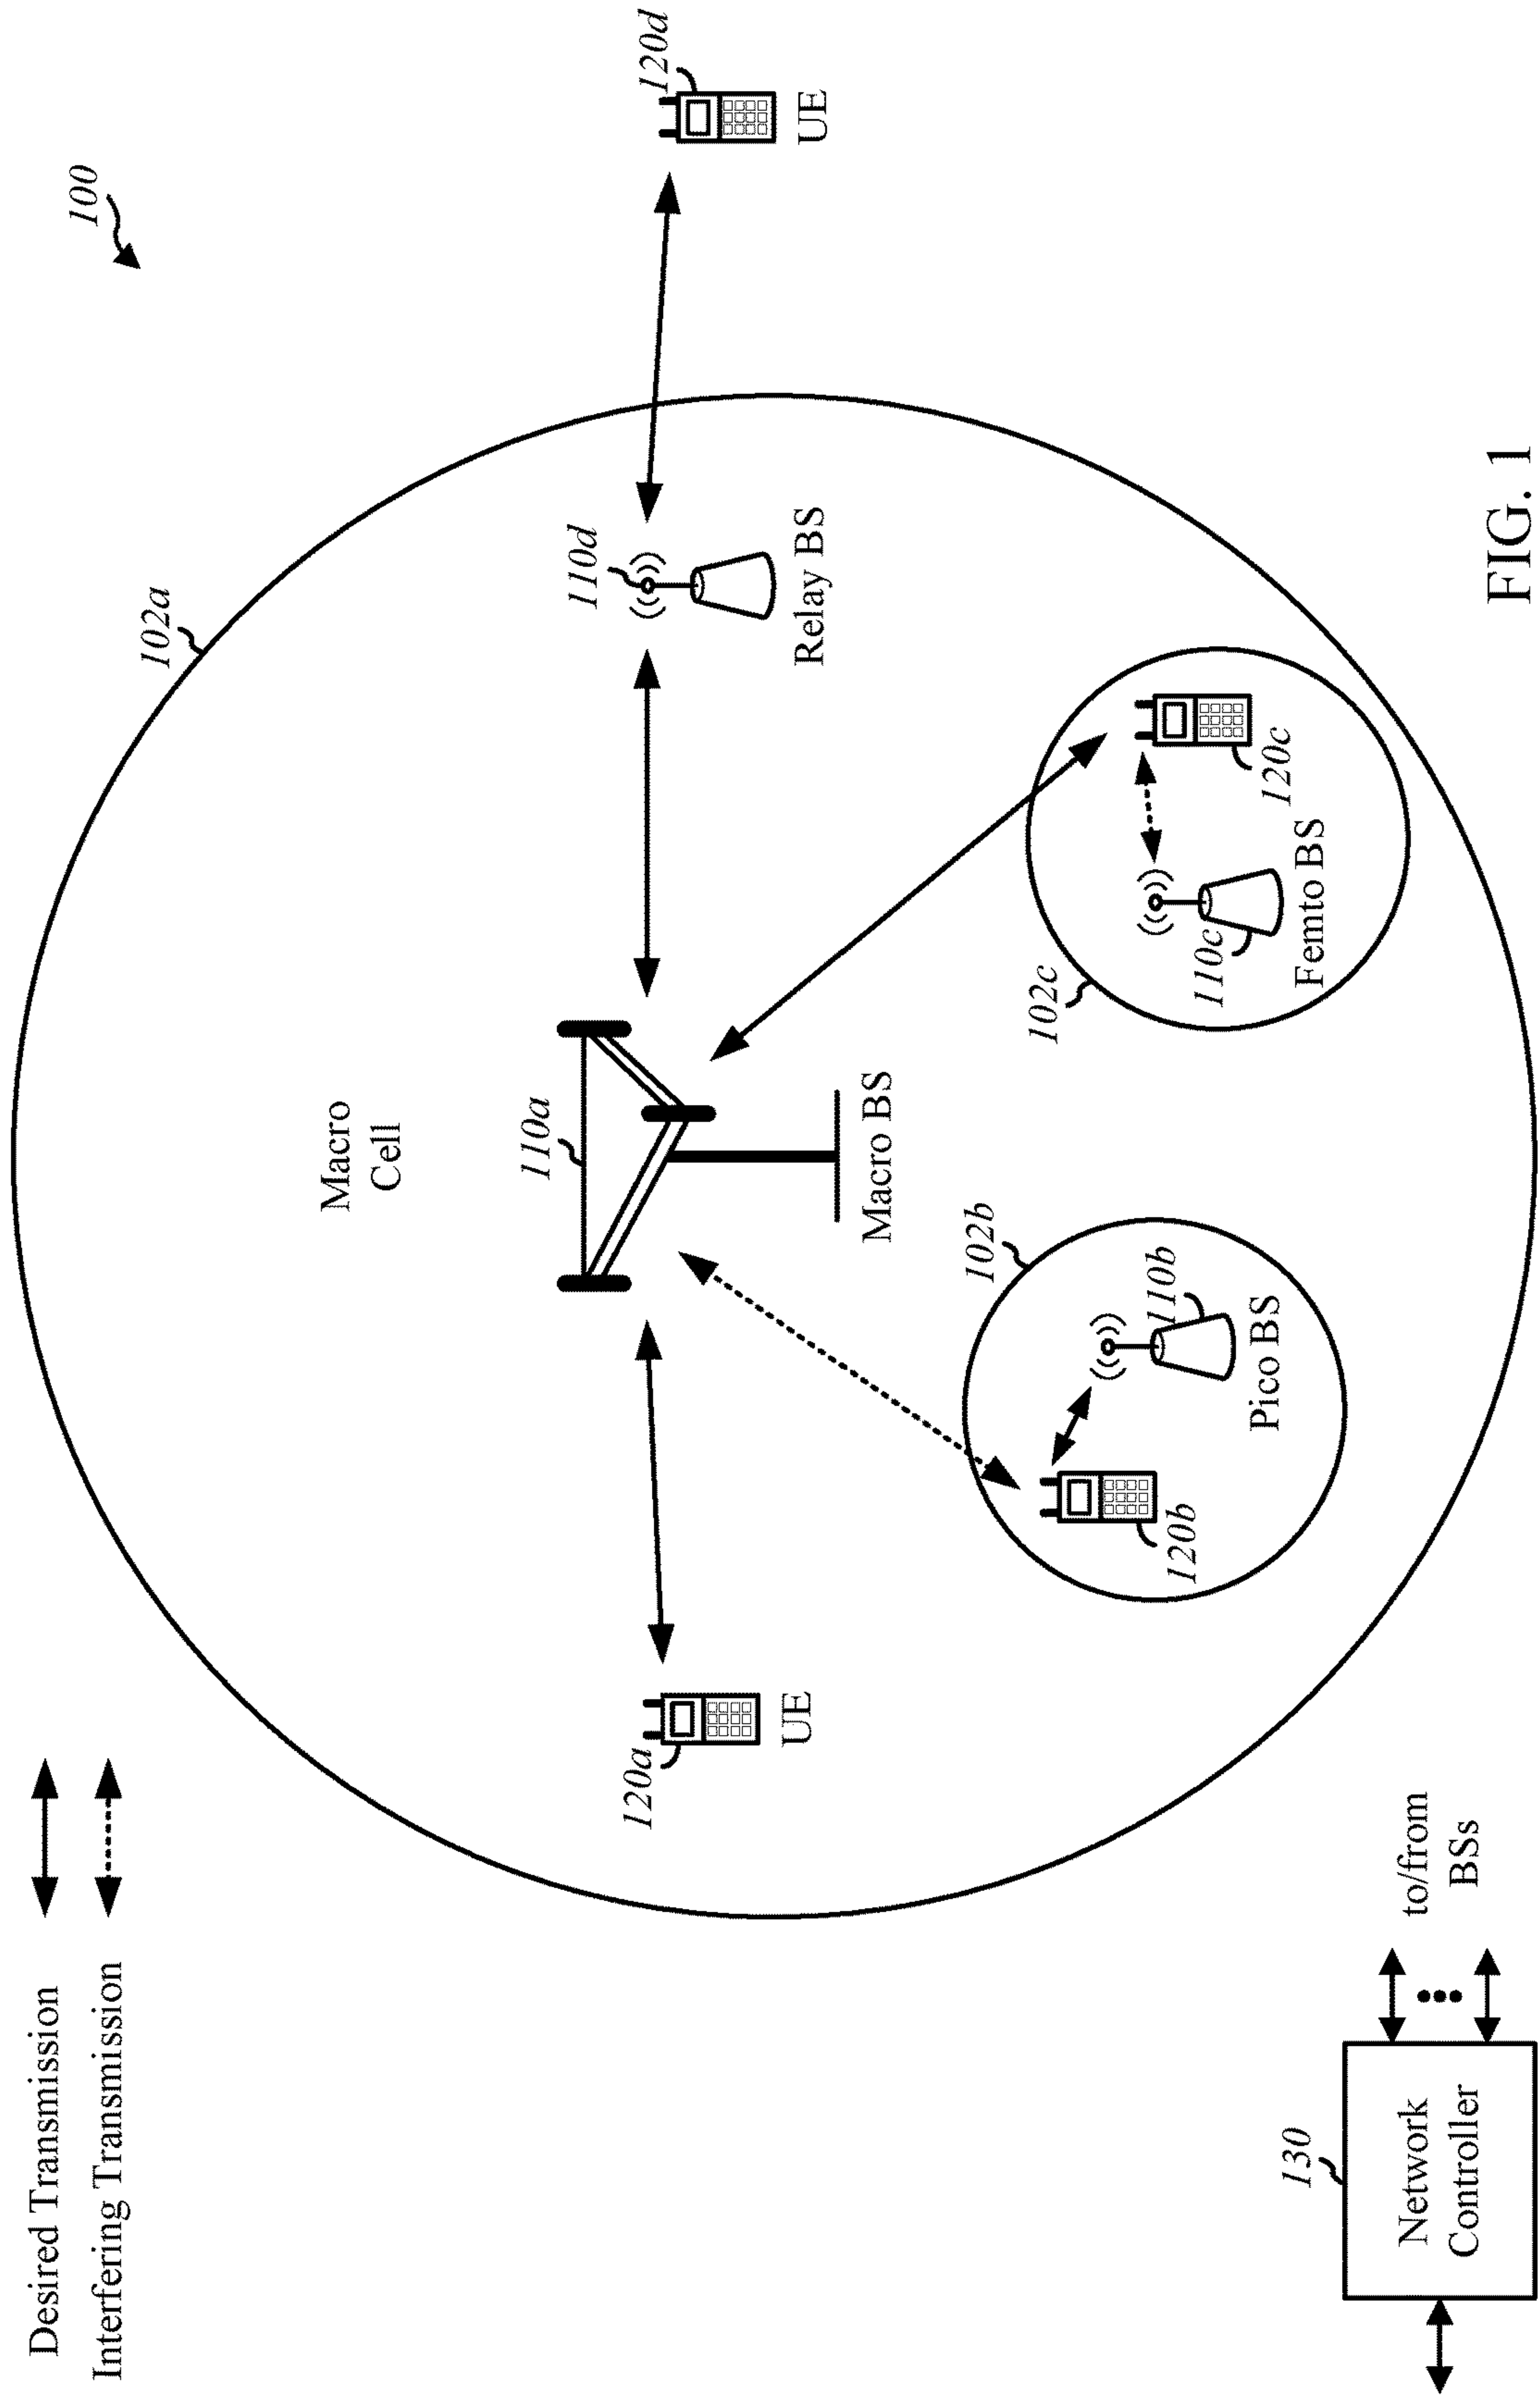 Desired Transmission
Interfering Transmission
100
102a
Macro
Cell
110a
110d
120d
120a
UE
Macro BS
Relay BS
UE
102b
102c
110b
120b
Pico BS
110c
120c
Femto BS
130
Network
Controller
to/from
BSs
FIG. 1